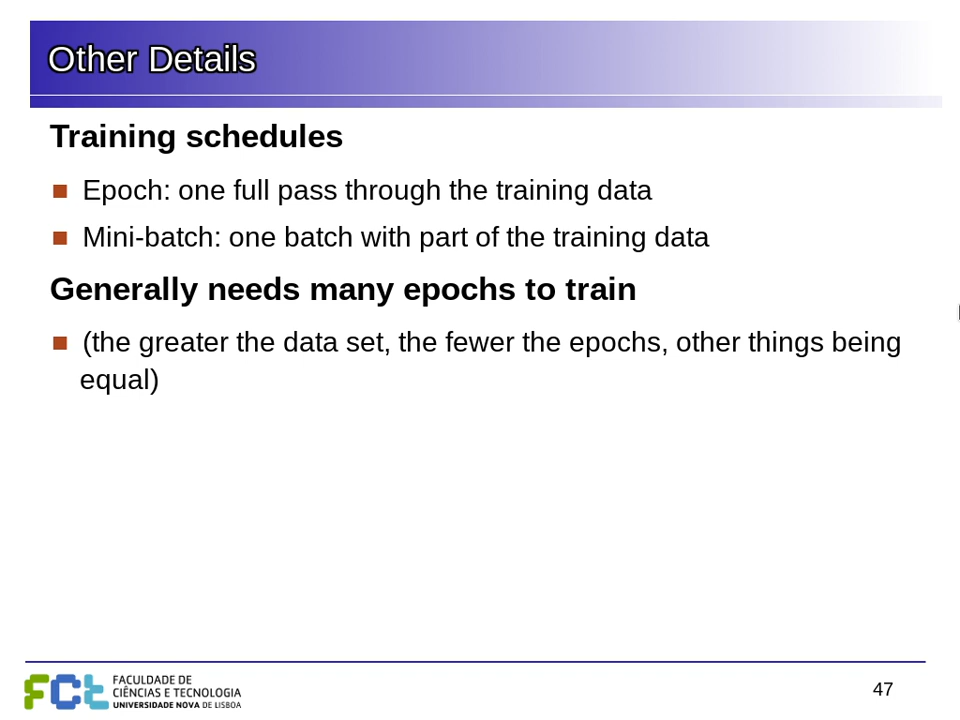 Other Details
Training schedules
Epoch: one full pass through the training data
Mini-batch: one batch with part of the training data
Generally needs many epochs to train
(the greater the data set, the fewer the epochs, other things being
equal)
FCT FACULDADE DE
CIÊNCIAS E TECNOLOGIA
UNIVERSIDADE NOVA DE LISBOA
47